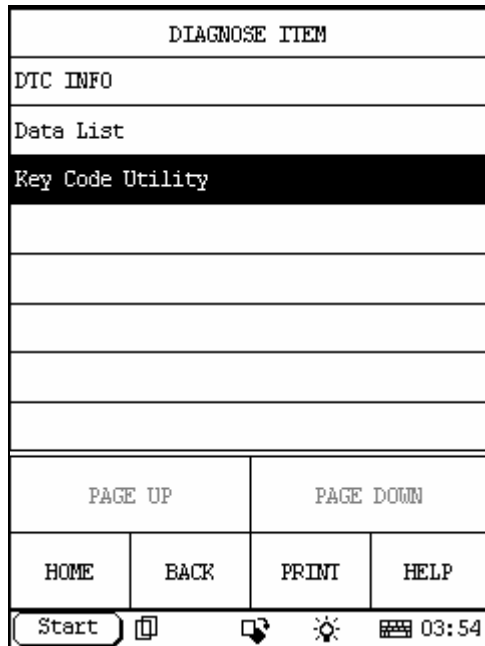 DIAGNOSE ITEM
DTC INFO
Data List
Key Code Utility
PAGE UP PAGE DOWN
HOME BACK PRINT HELP
Start 03:54